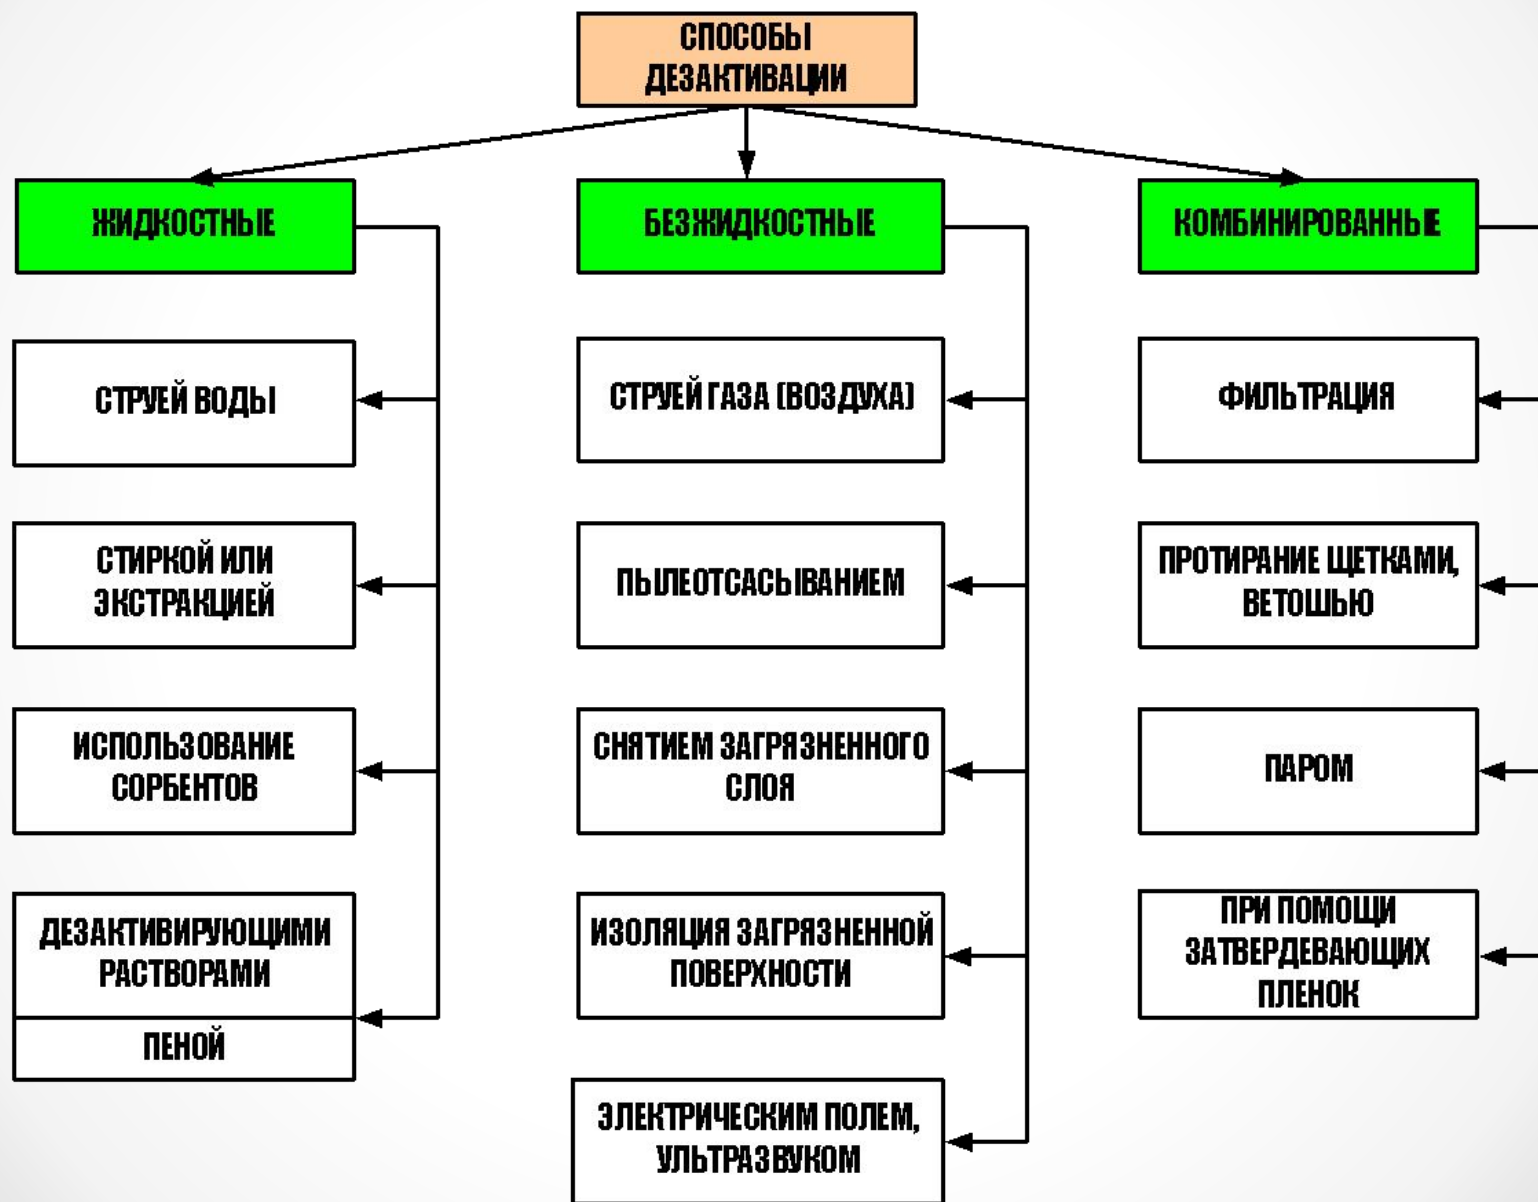 СПОСОБЫ
ДЕЗАКТИВАЦИИ
ЖИДКОСТНЫЕ
БЕЗЖИДКОСТНЫЕ
КОМБИНИРОВАННЫЕ
СТРУЕЙ ВОДЫ
СТРУЕЙ ГАЗА (ВОЗДУХА)
ФИЛЬТРАЦИЯ
СТИРКОЙ ИЛИ
ЭКСТРАКЦИЕЙ
ПЫЛЕОТСАСЫВАНИЕМ
ПРОТИРАНИЕ ЩЕТКАМИ,
ВЕТОШЬЮ
ИСПОЛЬЗОВАНИЕ
СОРБЕНТОВ
СНЯТИЕМ ЗАГРЯЗНЕННОГО
СЛОЯ
ПАРОМ
ДЕЗАКТИВИРУЮЩИМИ
РАСТВОРАМИ
ПЕНОЙ
ИЗОЛЯЦИЯ ЗАГРЯЗНЕННОЙ
ПОВЕРХНОСТИ
ПРИ ПОМОЩИ
ЗАТВЕРДЕВАЮЩИХ
ПЛЕНОК
ЭЛЕКТРИЧЕСКИМ ПОЛЕМ,
УЛЬТРАЗВУКОМ